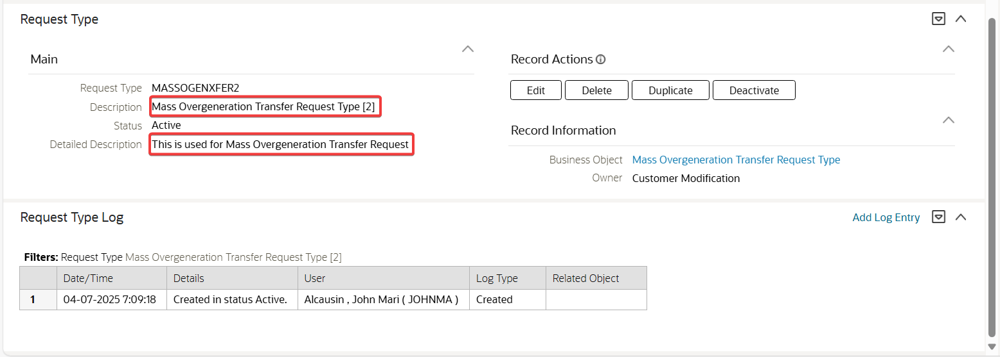 Request Type
Main
Request Type MASSOGENXFER2
Description Mass Overgeneration Transfer Request Type [2]
Status Active
Detailed Description This is used for Mass Overgeneration Transfer Request
Record Actions
Edit Delete Duplicate Deactivate
Record Information
Business Object Mass Overgeneration Transfer Request Type
Owner Customer Modification
Request Type Log
Add Log Entry
Filters: Request Type Mass Overgeneration Transfer Request Type [2]
Date/Time Details User Log Type Related Object
1 04-07-2025 7:09:18 Created in status Active. Alcausin , John Mari ( JOHNMA ) Created